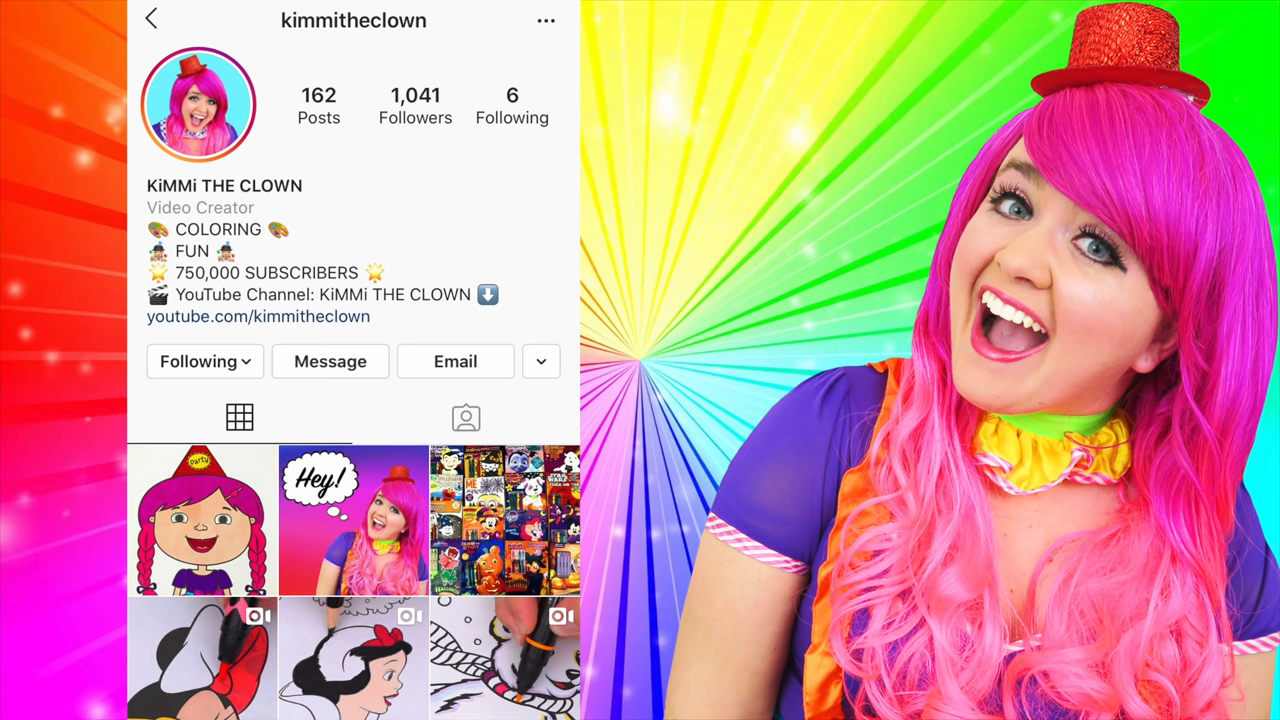 kimmitheclown
162
Posts
1,041
Followers
6
Following
KiMMi THE CLOWN
Video Creator
🎨 COLORING 🎨
🤹 FUN 🤹
🌟 750,000 SUBSCRIBERS 🌟
🎬 YouTube Channel: KiMMi THE CLOWN ⬇️
youtube.com/kimmitheclown
Following
Message
Email
Party
Hey!